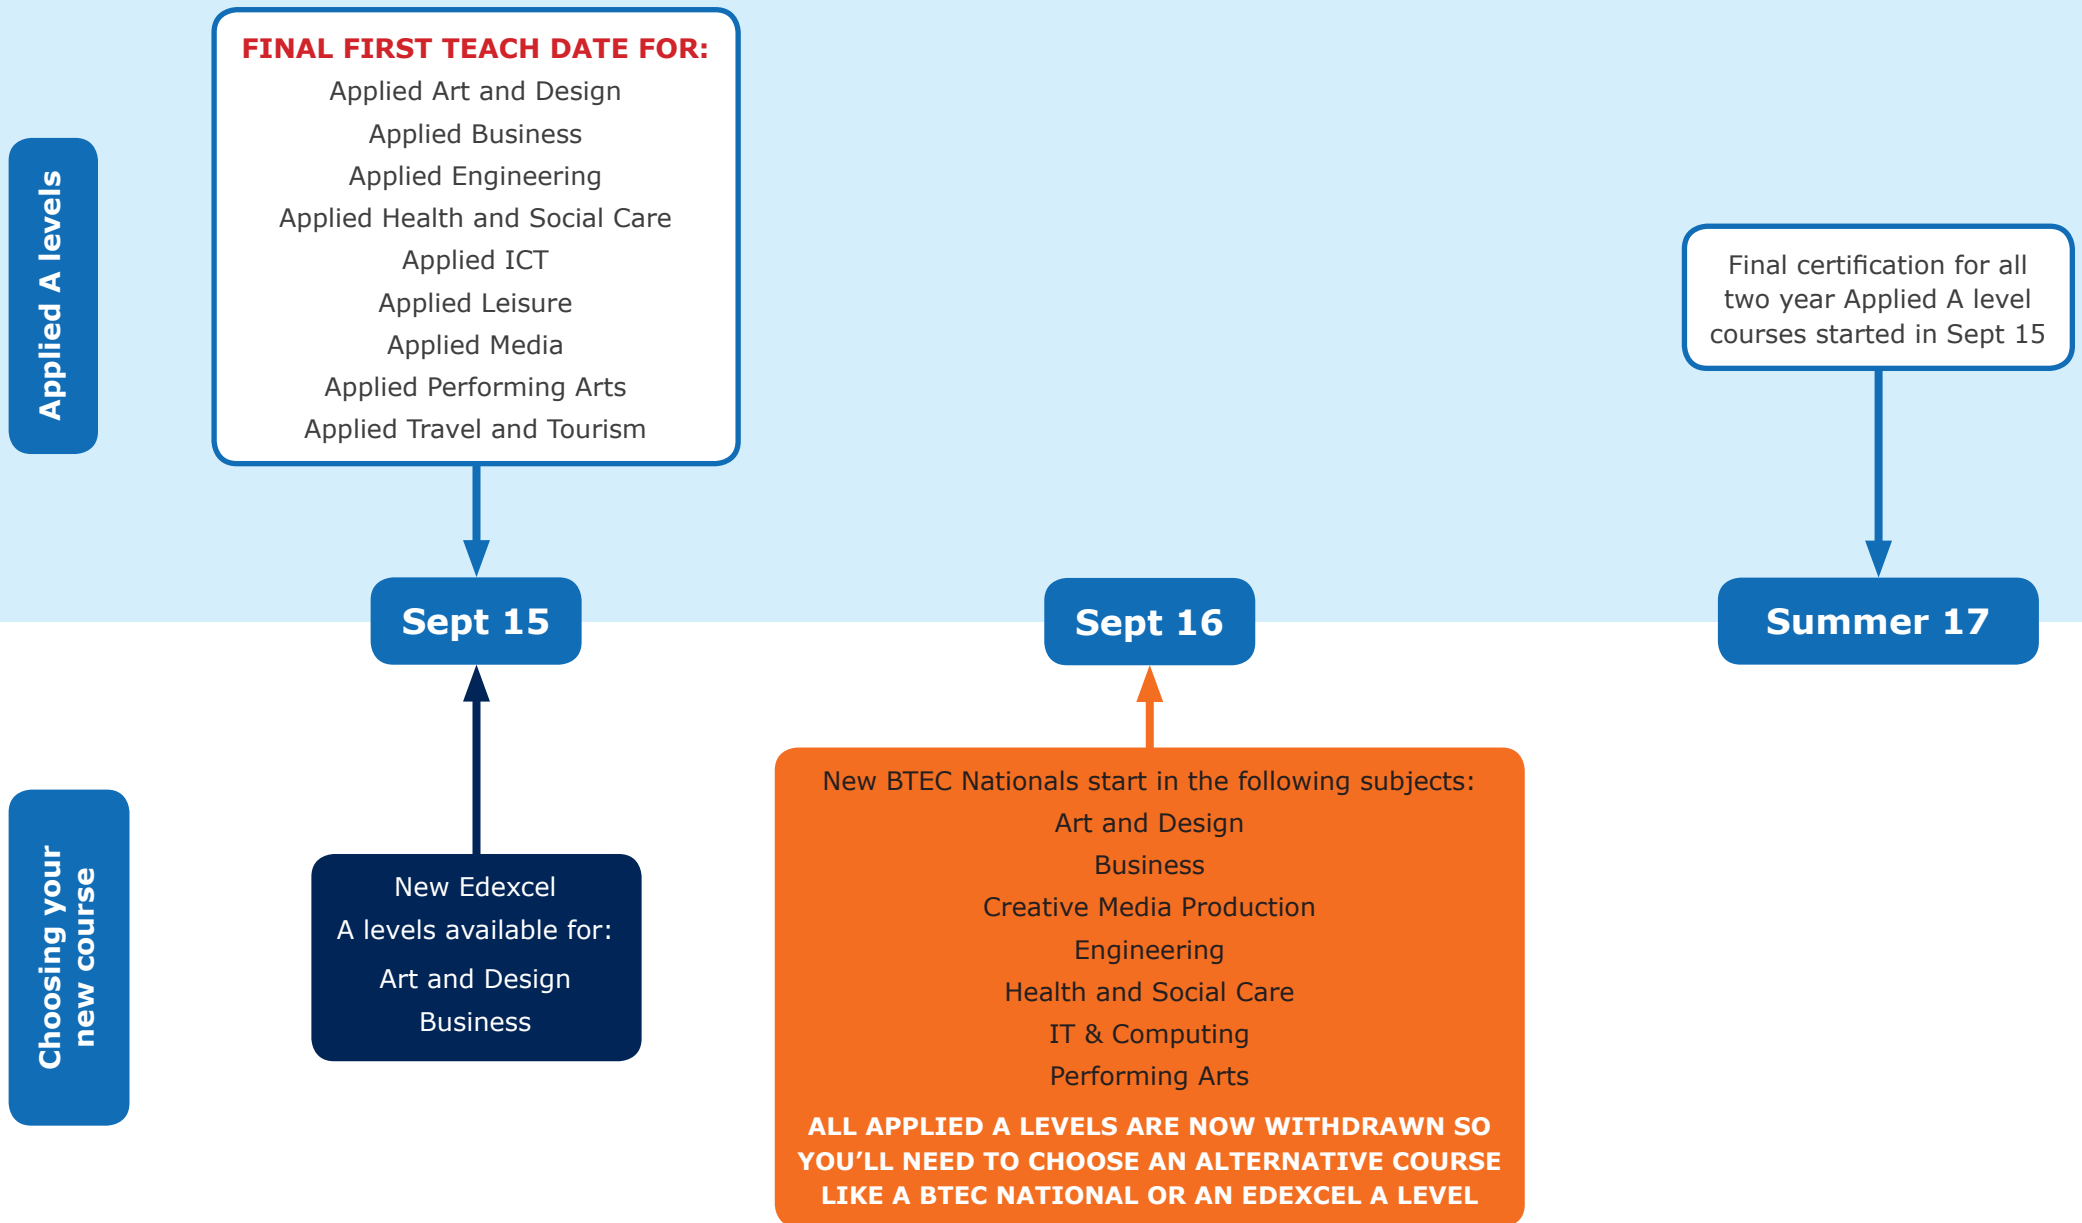 Applied A levels
FINAL FIRST TEACH DATE FOR:
Applied Art and Design
Applied Business
Applied Engineering
Applied Health and Social Care
Applied ICT
Applied Leisure
Applied Media
Applied Performing Arts
Applied Travel and Tourism
Final certification for all
two year Applied A level
courses started in Sept 15
Sept 15
Sept 16
Summer 17
Choosing your
new course
New Edexcel
A levels available for:
Art and Design
Business
New BTEC Nationals start in the following subjects:
Art and Design
Business
Creative Media Production
Engineering
Health and Social Care
IT & Computing
Performing Arts
ALL APPLIED A LEVELS ARE NOW WITHDRAWN SO
YOU’LL NEED TO CHOOSE AN ALTERNATIVE COURSE
LIKE A BTEC NATIONAL OR AN EDEXCEL A LEVEL